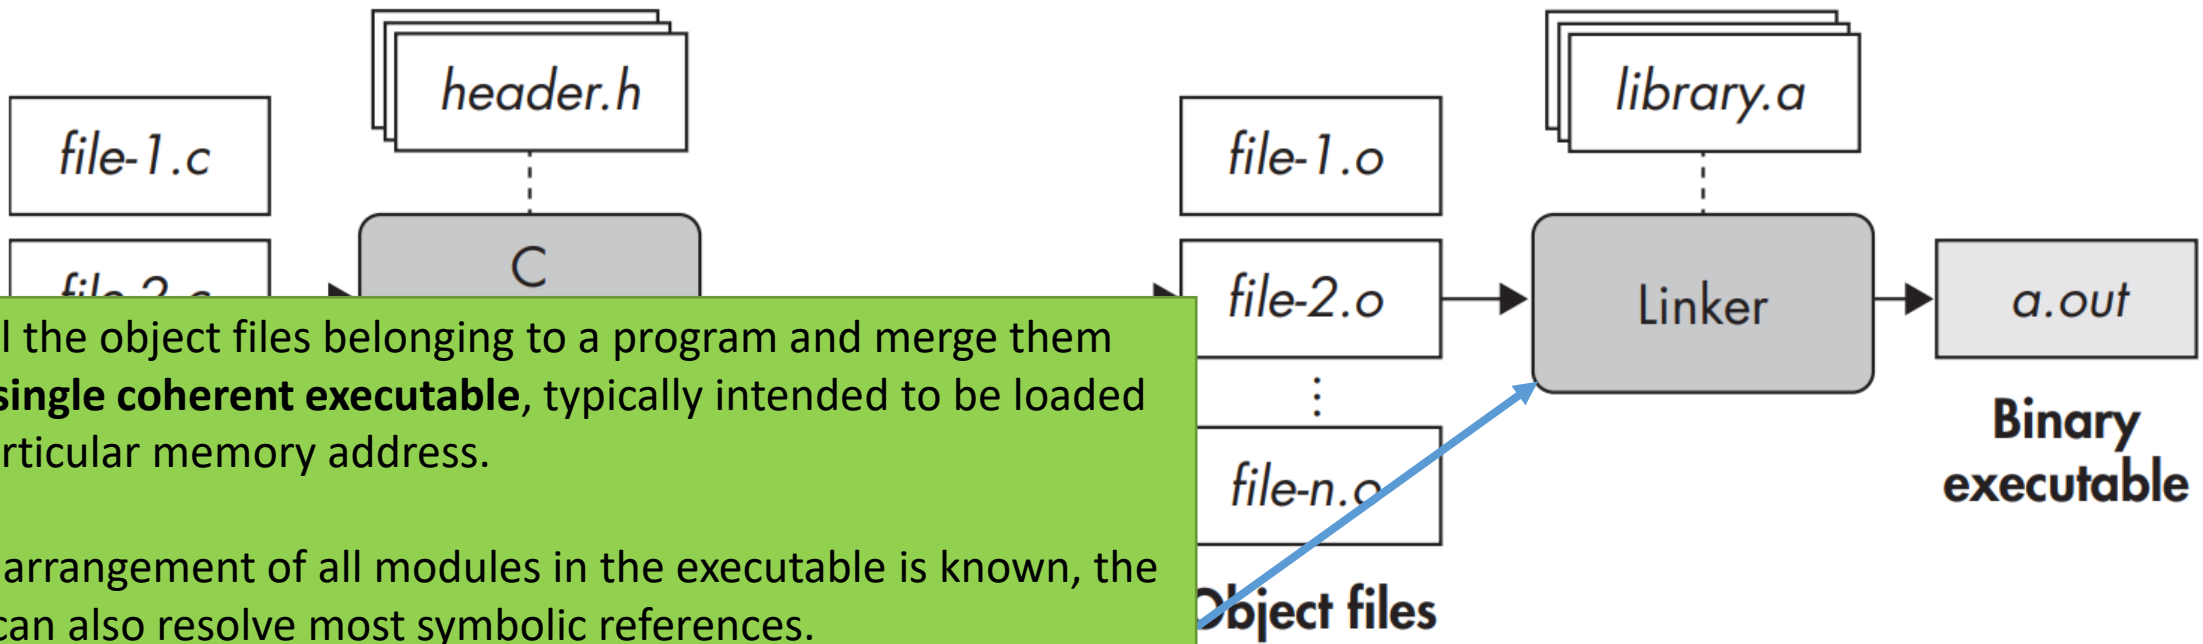 header.h
library.a
file-1.c
file-1.o
C
file-2.o
Linker
a.out
the object files belonging to a program and merge them
single coherent executable, typically intended to be loaded
memory address.
Binary
executable
file-n.o
arrangement of all modules in the executable is known, the
can also resolve most symbolic references.
Object files